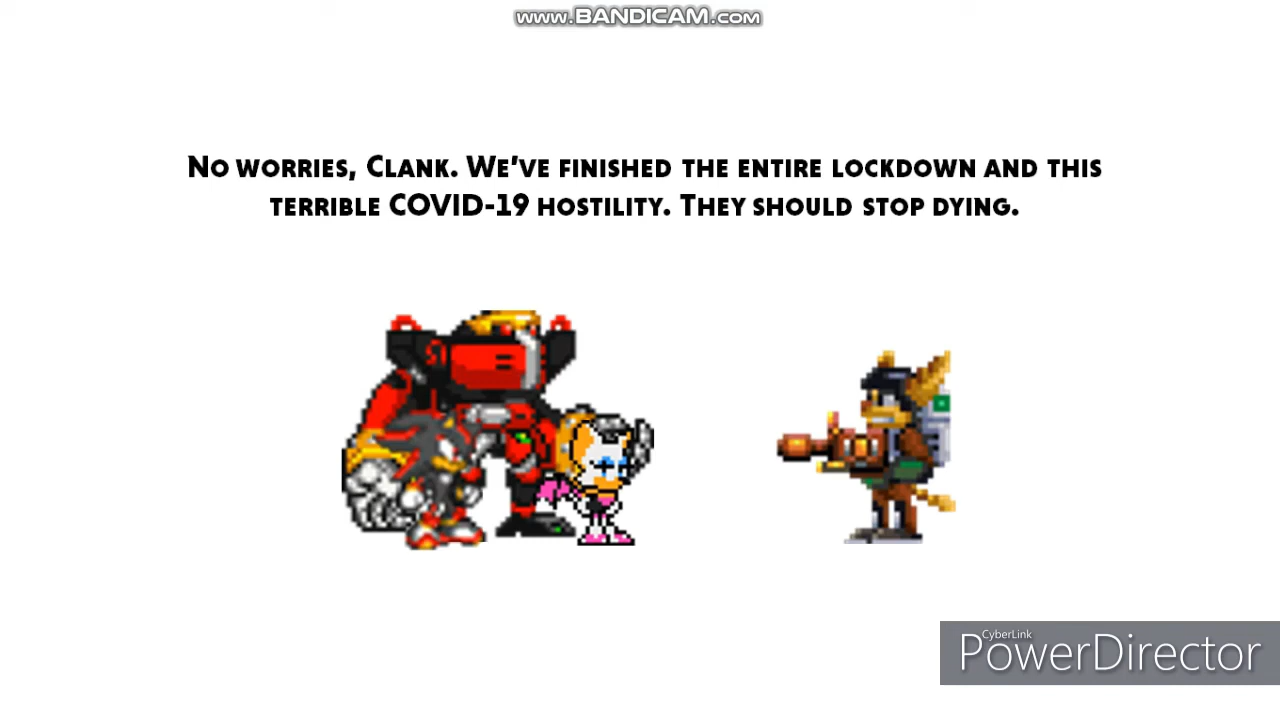 www.BANDICAM.com
No worries, Clank. We've finished the entire lockdown and this
terrible COVID-19 hostility. They should stop dying.
CyberLink
PowerDirector